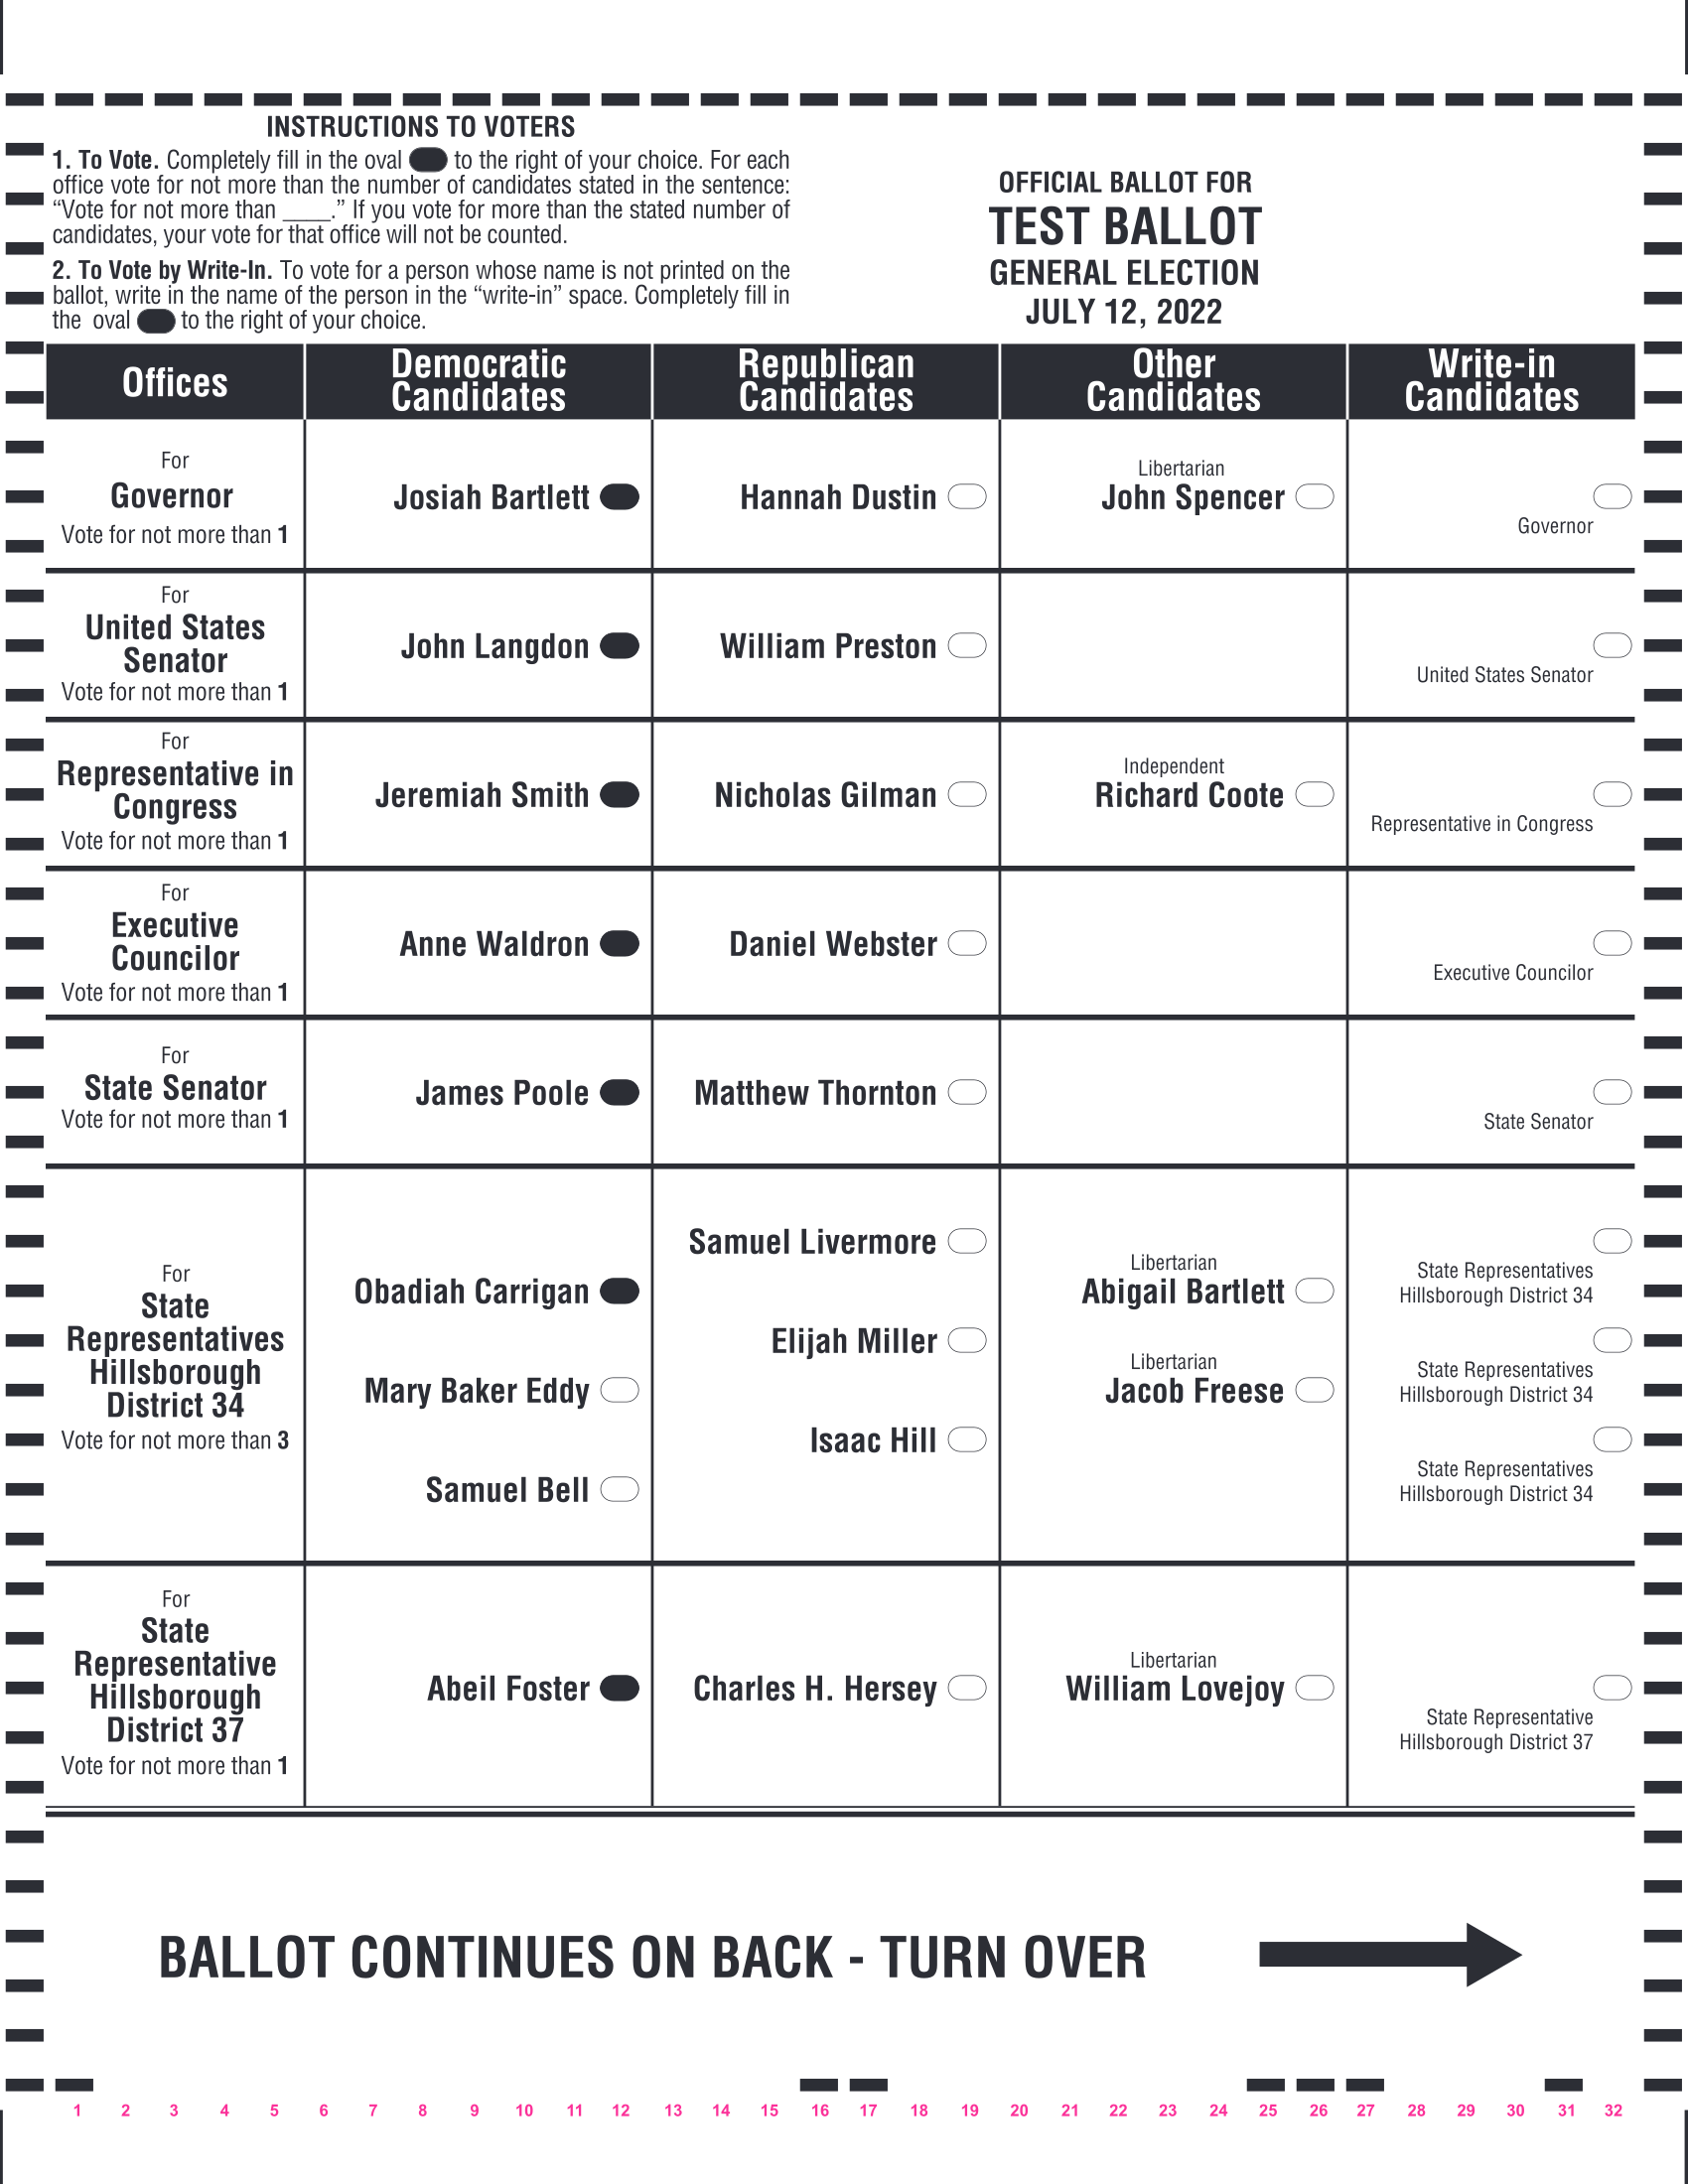 INSTRUCTIONS TO VOTERS
1. To Vote. Completely fill in the oval to the right of your choice. For each
office vote for not more than the number of candidates stated in the sentence:
“Vote for not more than ____.” If you vote for more than the stated number of
candidates, your vote for that office will not be counted.
2. To Vote by Write-In. To vote for a person whose name is not printed on the
ballot, write in the name of the person in the “write-in” space. Completely fill in
the oval to the right of your choice.
OFFICIAL BALLOT FOR
TEST BALLOT
GENERAL ELECTION
JULY 12, 2022
Offices
Democratic
Candidates
Republican
Candidates
Other
Candidates
Write-in
Candidates
For
Governor
Vote for not more than 1
Josiah Bartlett
Hannah Dustin
Libertarian
John Spencer
Governor
For
United States
Senator
Vote for not more than 1
John Langdon
William Preston
United States Senator
For
Representative in
Congress
Vote for not more than 1
Jeremiah Smith
Nicholas Gilman
Independent
Richard Coote
Representative in Congress
For
Executive
Councilor
Vote for not more than 1
Anne Waldron
Daniel Webster
Executive Councilor
For
State Senator
Vote for not more than 1
James Poole
Matthew Thornton
State Senator
For
State
Representatives
Hillsborough
District 34
Vote for not more than 3
Obadiah Carrigan
Mary Baker Eddy
Samuel Bell
Samuel Livermore
Elijah Miller
Isaac Hill
Libertarian
Abigail Bartlett
Libertarian
Jacob Freese
State Representatives
Hillsborough District 34
State Representatives
Hillsborough District 34
State Representatives
Hillsborough District 34
For
State
Representative
Hillsborough
District 37
Vote for not more than 1
Abeil Foster
Charles H. Hersey
Libertarian
William Lovejoy
State Representative
Hillsborough District 37
BALLOT CONTINUES ON BACK - TURN OVER
1 2 3 4 5 6 7 8 9 10 11 12 13 14 15 16 17 18 19 20 21 22 23 24 25 26 27 28 29 30 31 32